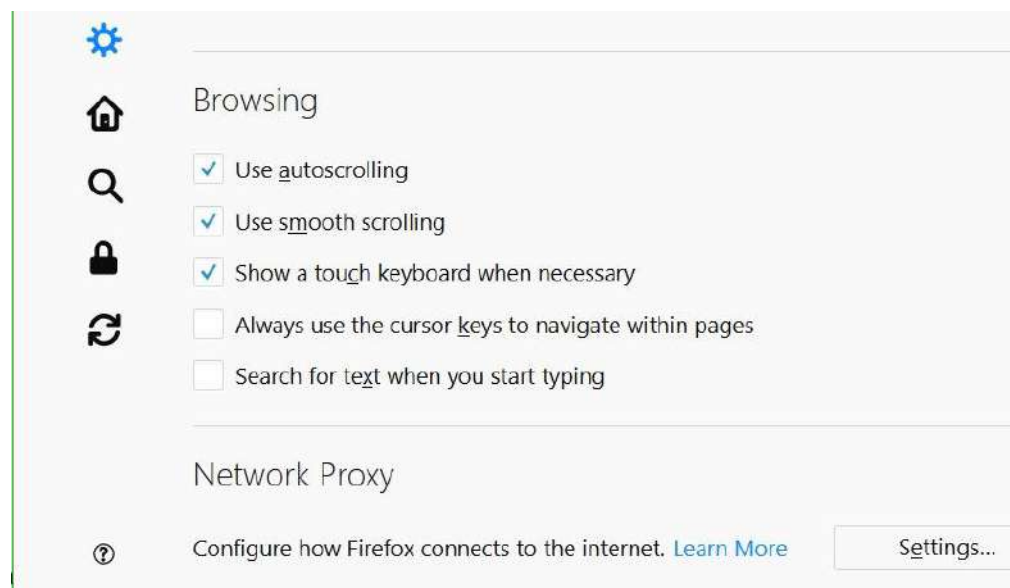 Browsing
Use autoscrolling
Use smooth scrolling
Show a touch keyboard when necessary
Always use the cursor keys to navigate within pages
Search for text when you start typing
Network Proxy
Configure how Firefox connects to the internet. Learn More Settings...